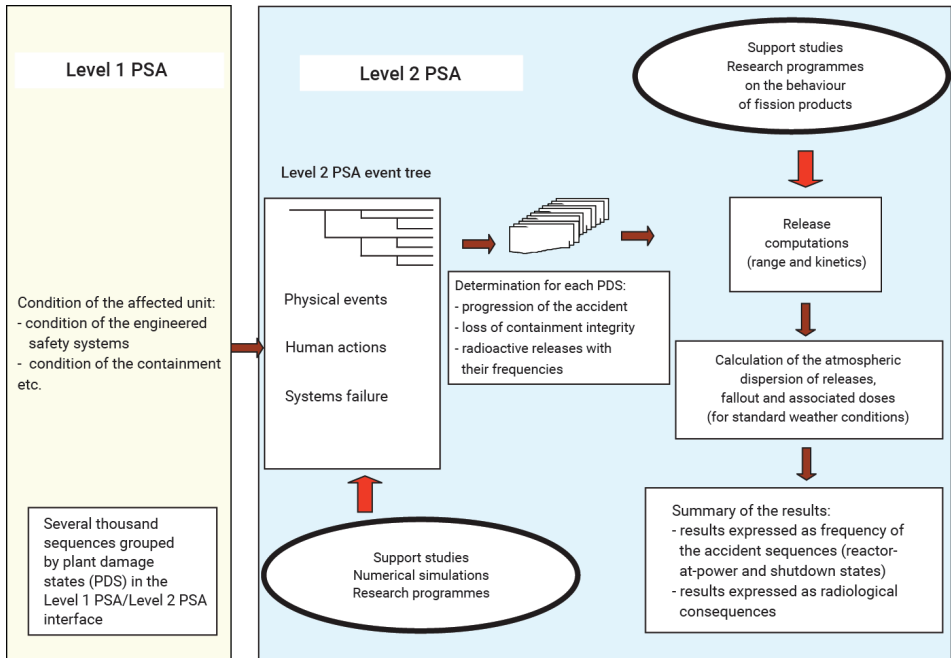 Level 1 PSA
Condition of the affected unit:
- condition of the engineered
safety systems
- condition of the containment
etc.
Several thousand
sequences grouped
by plant damage
states (PDS) in the
Level 1 PSA/Level 2 PSA
interface
Level 2 PSA
Level 2 PSA event tree
Physical events
Human actions
Systems failure
Support studies
Numerical simulations
Research programmes
Determination for each PDS:
- progression of the accident
- loss of containment integrity
- radioactive releases with
their frequencies
Support studies
Research programmes
on the behaviour
of fission products
Release
computations
(range and kinetics)
Calculation of the atmospheric
dispersion of releases,
fallout and associated doses
(for standard weather conditions)
Summary of the results:
- results expressed as frequency of
the accident sequences (reactor-
at-power and shutdown states)
- results expressed as radiological
consequences